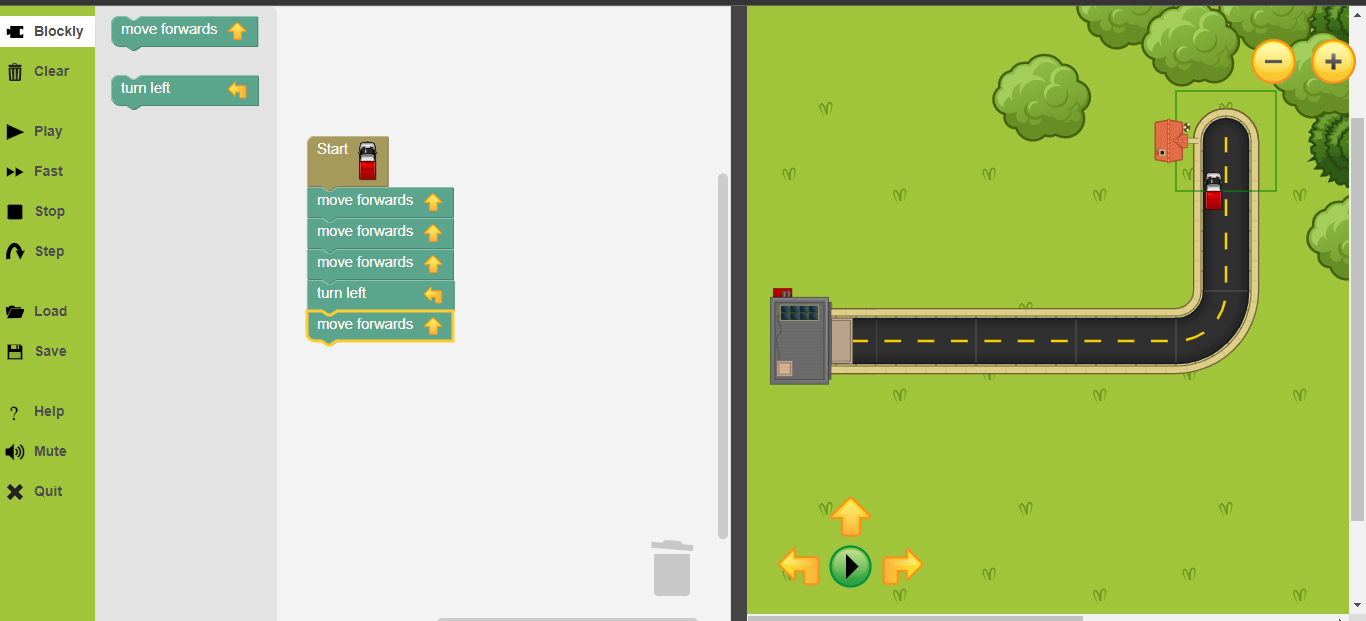 Blockly
Clear
Play
Fast
Stop
Step
Load
Save
? Help
Mute
Quit
move forwards
turn left
Start
move forwards
move forwards
move forwards
turn left
move forwards